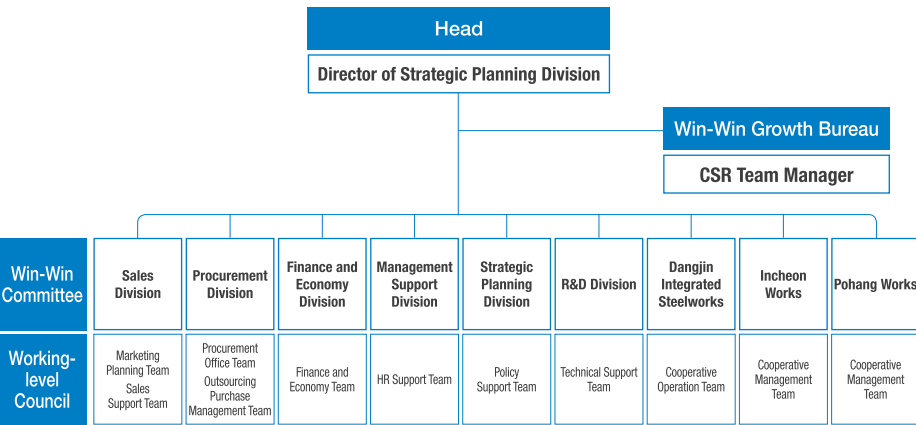 Head
Director of Strategic Planning Division
Win-Win Growth Bureau
CSR Team Manager
Win-Win
Committee
Sales
Division
Procurement
Division
Finance and
Economy
Division
Management
Support
Division
Strategic
Planning
Division
R&D Division
Dangjin
Integrated
Steelworks
Incheon
Works
Pohang Works
Working-
level
Council
Marketing
Planning Team
Sales
Support Team
Procurement
Office Team
Outsourcing
Purchase
Management Team
Finance and
Economy Team
HR Support Team
Policy
Support Team
Technical Support
Team
Cooperative
Operation Team
Cooperative
Management
Team
Cooperative
Management
Team